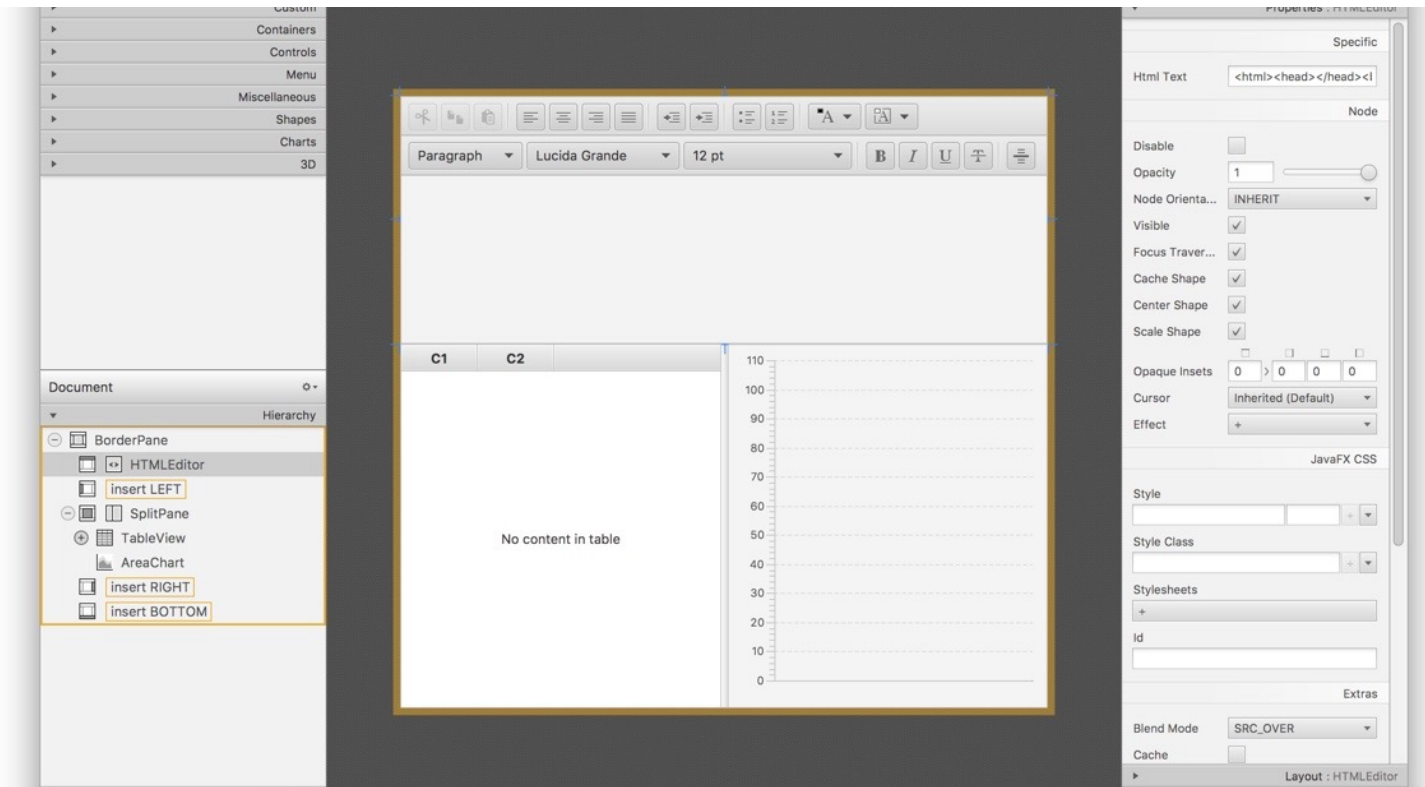 Custom
Containers
Controls
Menu
Miscellaneous
Shapes
Charts
3D
Document
Hierarchy
BorderPane
HTMLEditor
insert LEFT
SplitPane
TableView
AreaChart
insert RIGHT
insert BOTTOM
A A
Paragraph Lucida Grande 12 pt B I U T
C1 C2
No content in table
110
100
90
80
70
60
50
40
30
20
10
0
Properties : HTMLEditor
Specific
Html Text <html><head></head><l
Node
Disable
Opacity 1
Node Orienta... INHERIT
Visible
Focus Traver...
Cache Shape
Center Shape
Scale Shape
Opaque Insets 0 > 0 0 0
Cursor Inherited (Default)
Effect +
JavaFX CSS
Style
+
Style Class
+
Stylesheets
+
Id
Extras
Blend Mode SRC_OVER
Cache
Layout : HTMLEditor